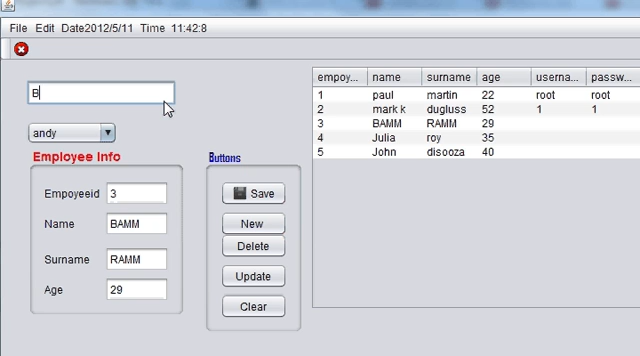 File Edit Date2012/5/11 Time 11:42:8
B
andy
Employee Info
Empoyeeid 3
Name BAMM
Surname RAMM
Age 29
Buttons
Save
New
Delete
Update
Clear
empoy... name surname age userna... passw...
1 paul martin 22 root root
2 mark k dugluss 52 1 1
3 BAMM RAMM 29
4 Julia roy 35
5 John disooza 40